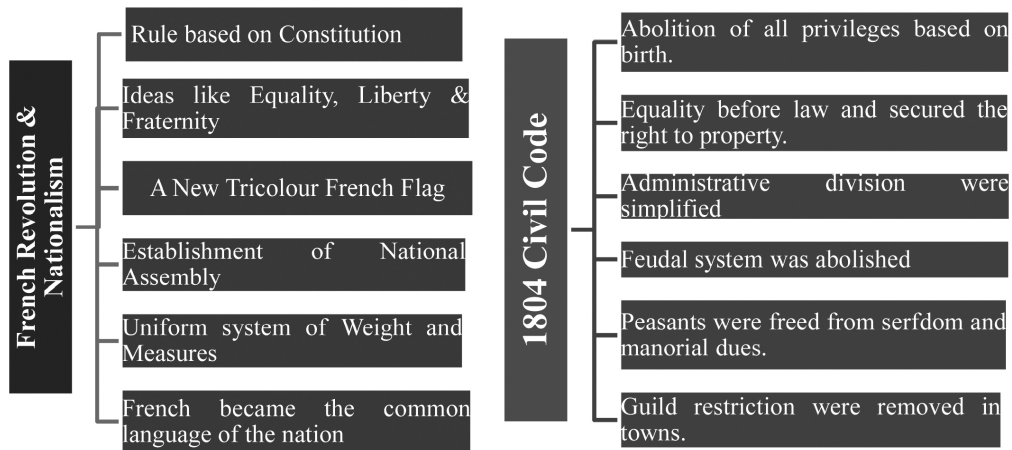 French Revolution &
Nationalism
Rule based on Constitution
Ideas like Equality, Liberty &
Fraternity
A New Tricolour French Flag
Establishment of National
Assembly
Uniform system of Weight and
Measures
French became the common
language of the nation
1804 Civil Code
Abolition of all privileges based on
birth.
Equality before law and secured the
right to property.
Administrative division were
simplified
Feudal system was abolished
Peasants were freed from serfdom and
manorial dues.
Guild restriction were removed in
towns.